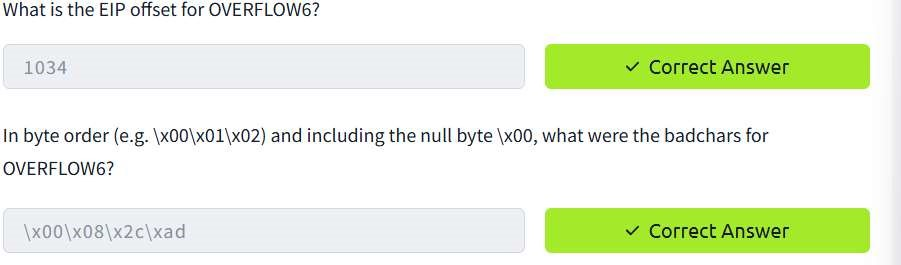 What is the EIP offset for OVERFLOW6?
1034
✓ Correct Answer
In byte order (e.g. \x00\x01\x02) and including the null byte \x00, what were the badchars for
OVERFLOW6?
\x00\x08\x2c\xad
✓ Correct Answer